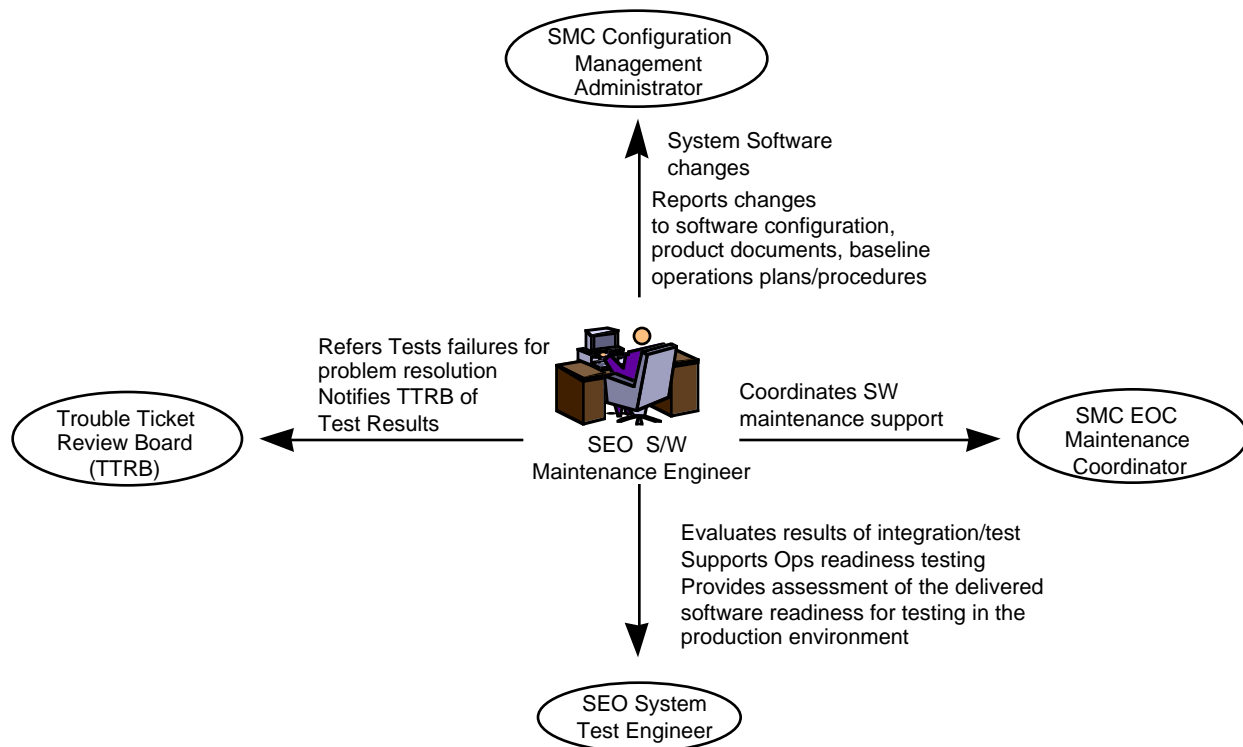 SMC Configuration
Management
Administrator
System Software
changes
Reports changes
to software configuration,
product documents, baseline
operations plans/procedures
Refers Tests failures for
problem resolution
Notifies TTRB of
Test Results
Trouble Ticket
Review Board
(TTRB)
SEO S/W
Maintenance Engineer
Coordinates SW
maintenance support
SMC EOC
Maintenance
Coordinator
Evaluates results of integration/test
Supports Ops readiness testing
Provides assessment of the delivered
software readiness for testing in the
production environment
SEO System
Test Engineer